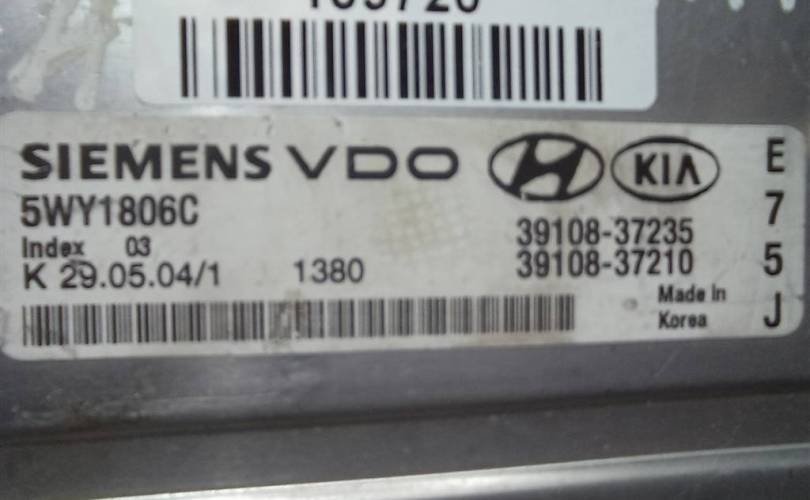 SIEMENS VDO KIA
5WY1806C
39108-37235
Index 03
39108-37210
K 29.05.04/1 1380
Made In
Korea
E
7
5
J